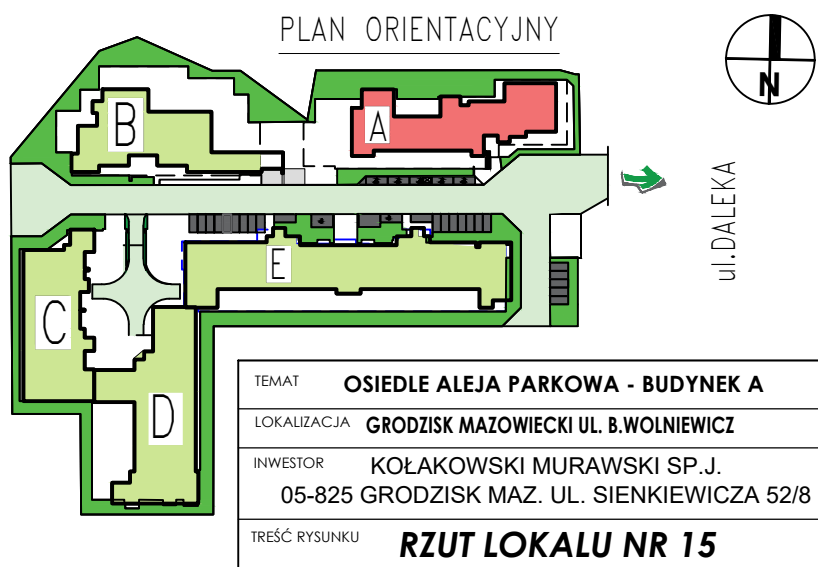 PLAN ORIENTACYJNY
N
B
A
ul.DALEKA
E
C
D
TEMAT OSIEDLE ALEJA PARKOWA - BUDYNEK A
LOKALIZACJA GRODZISK MAZOWIECKI UL. B.WOLNIEWICZ
INWESTOR KOŁAKOWSKI MURAWSKI SP.J.
05-825 GRODZISK MAZ. UL. SIENKIEWICZA 52/8
TREŚĆ RYSUNKU RZUT LOKALU NR 15